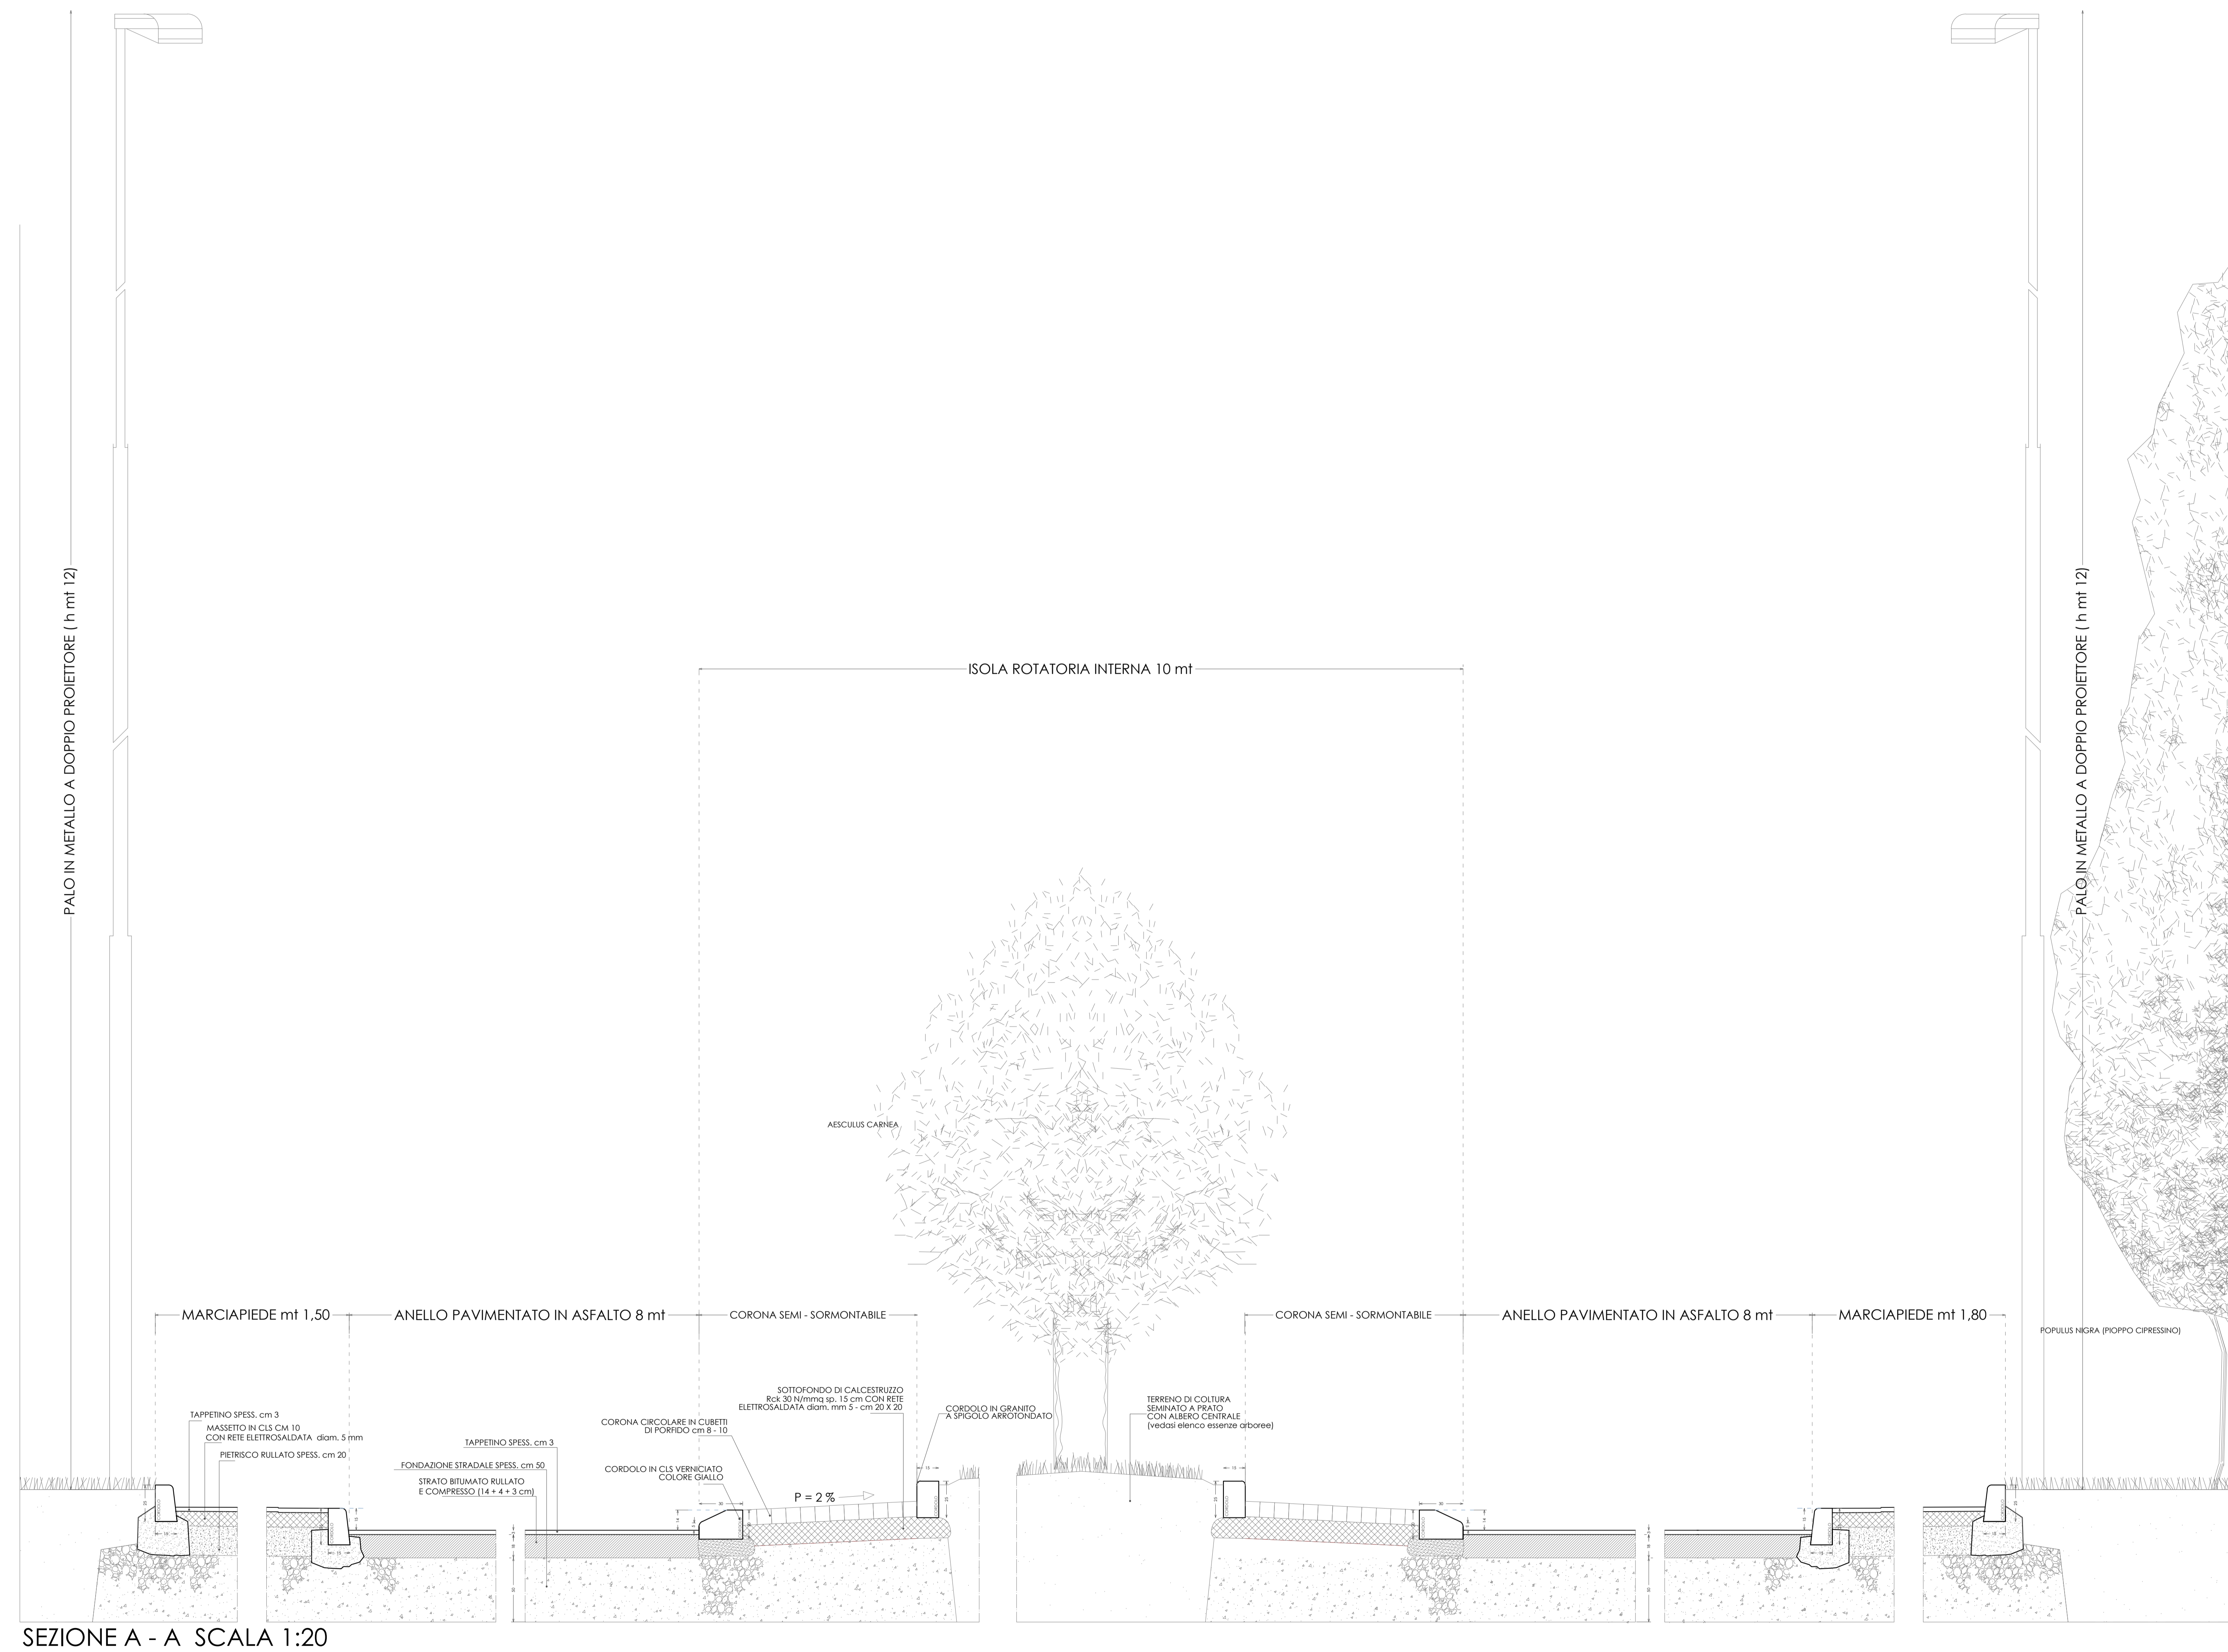 PALO IN METALLO A DOPPIO PROIETTORE ( h mt 12)
PALO IN METALLO A DOPPIO PROIETTORE ( h mt 12)
ISOLA ROTATORIA INTERNA 10 mt
AESCULUS CARNEA
MARCIAPIEDE mt 1,50
ANELLO PAVIMENTATO IN ASFALTO 8 mt
CORONA SEMI - SORMONTABILE
CORONA SEMI - SORMONTABILE
ANELLO PAVIMENTATO IN ASFALTO 8 mt
MARCIAPIEDE mt 1,80
POPULUS NIGRA (PIOPPO CIPRESSINO)
TAPPETINO SPESS. cm 3
MASSETTO IN CLS CM 10
CON RETE ELETTROSALDATA diam. 5 mm
PIETRISCO RULLATO SPESS. cm 20
TAPPETINO SPESS. cm 3
FONDAZIONE STRADALE SPESS. cm 50
STRATO BITUMATO RULLATO
E COMPRESSO (14 + 4 + 3 cm)
CORONA CIRCOLARE IN CUBETTI
DI PORFIDO cm 8 - 10
CORDOLO IN CLS VERNICIATO
COLORE GIALLO
SOTTOFONDO DI CALCESTRUZZO
Rck 30 N/mmq sp. 15 cm CON RETE
ELETTROSALDATA diam. mm 5 - cm 20 X 20
CORDOLO IN GRANITO
A SPIGOLO ARROTONDATO
TERRENO DI COLTURA
SEMINATO A PRATO
CON ALBERO CENTRALE
(vedasi elenco essenze arboree)
P = 2 %
SEZIONE A - A SCALA 1:20